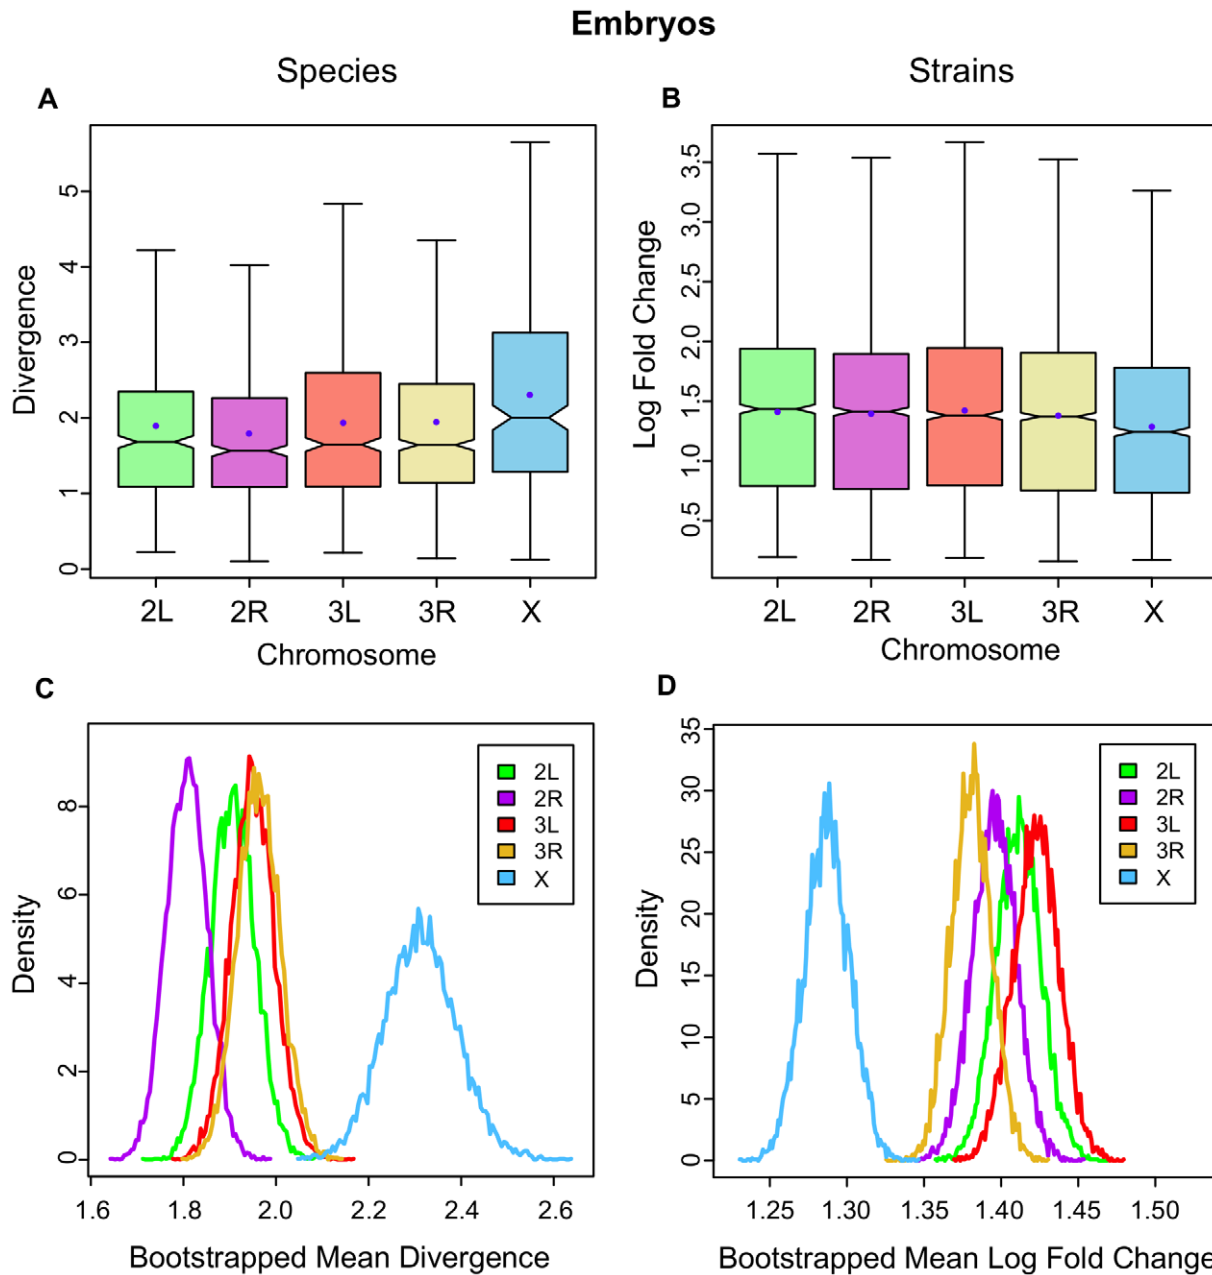 Embryos
Species
Strains
A
B
Divergence
5
4
3
2
1
0
2L 2R 3L 3R X
Chromosome
Log Fold Change
3.5
3.0
2.5
2.0
1.5
1.0
0.5
2L 2R 3L 3R X
Chromosome
C
D
Density
8
6
4
2
0
2L
2R
3L
3R
X
1.6 1.8 2.0 2.2 2.4 2.6
Bootstrapped Mean Divergence
Density
35
30
25
20
15
10
5
0
2L
2R
3L
3R
X
1.25 1.30 1.35 1.40 1.45 1.50
Bootstrapped Mean Log Fold Change